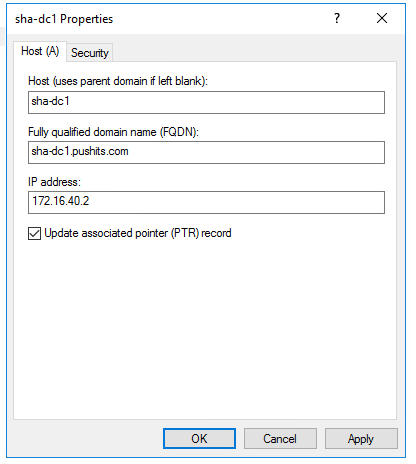 sha-dc1 Properties
?
Host (A) Security
Host (uses parent domain if left blank):
sha-dc1
Fully qualified domain name (FQDN):
sha-dc1.pushits.com
IP address:
172.16.40.2
Update associated pointer (PTR) record
OK Cancel Apply